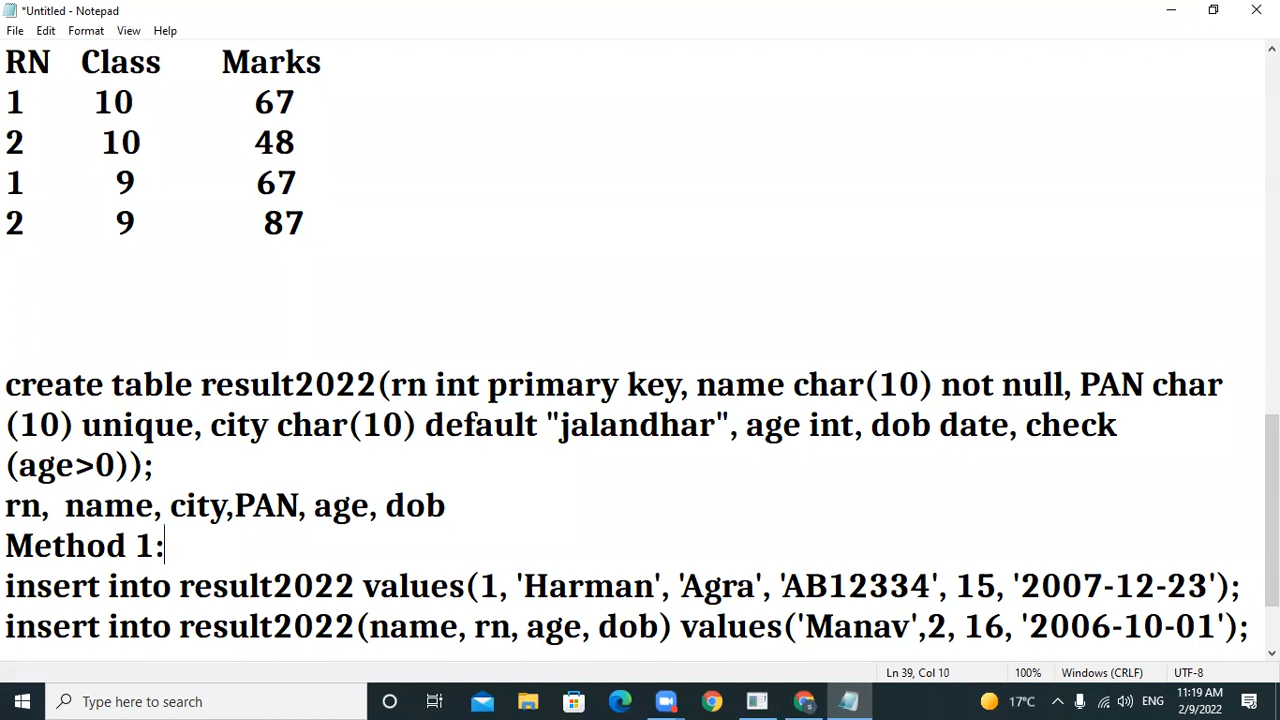 *Untitled - Notepad
File Edit Format View Help
RN Class Marks
1 10 67
2 10 48
1 9 67
2 9 87
create table result2022(rn int primary key, name char(10) not null, PAN char
(10) unique, city char(10) default "jalandhar", age int, dob date, check
(age>0));
rn, name, city,PAN, age, dob
Method 1:
insert into result2022 values(1, 'Harman', 'Agra', 'AB12334', 15, '2007-12-23');
insert into result2022(name, rn, age, dob) values('Manav',2, 16, '2006-10-01');
Ln 39, Col 10 100% Windows (CRLF) UTF-8
Type here to search 17°C ENG 11:19 AM
2/9/2022